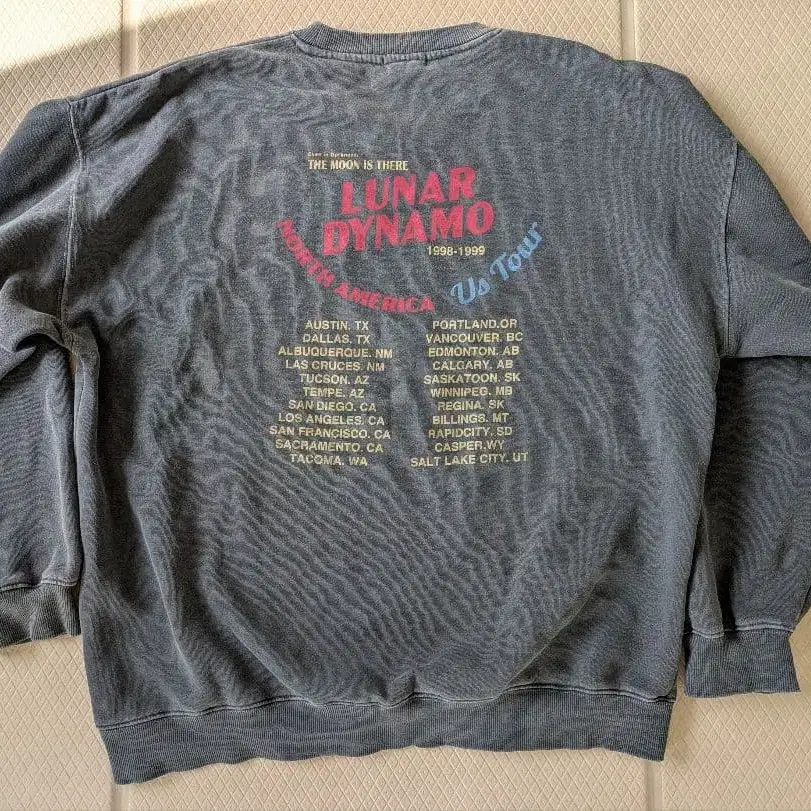 Even in Darkness,
THE MOON IS THERE
LUNAR
DYNAMO
1998-1999
NORTH AMERICA
Us Tour
AUSTIN. TX
DALLAS. TX
ALBUQUERQUE. NM
LAS CRUCES. NM
TUCSON. AZ
TEMPE. AZ
SAN DIEGO. CA
LOS ANGELES. CA
SAN FRANCISCO. CA
SACRAMENTO. CA
TACOMA. WA
PORTLAND.OR
VANCOUVER. BC
EDMONTON. AB
CALGARY. AB
SASKATOON. SK
WINNIPEG. MB
REGINA. SK
BILLINGS. MT
RAPIDCITY. SD
CASPER.WY
SALT LAKE CITY. UT